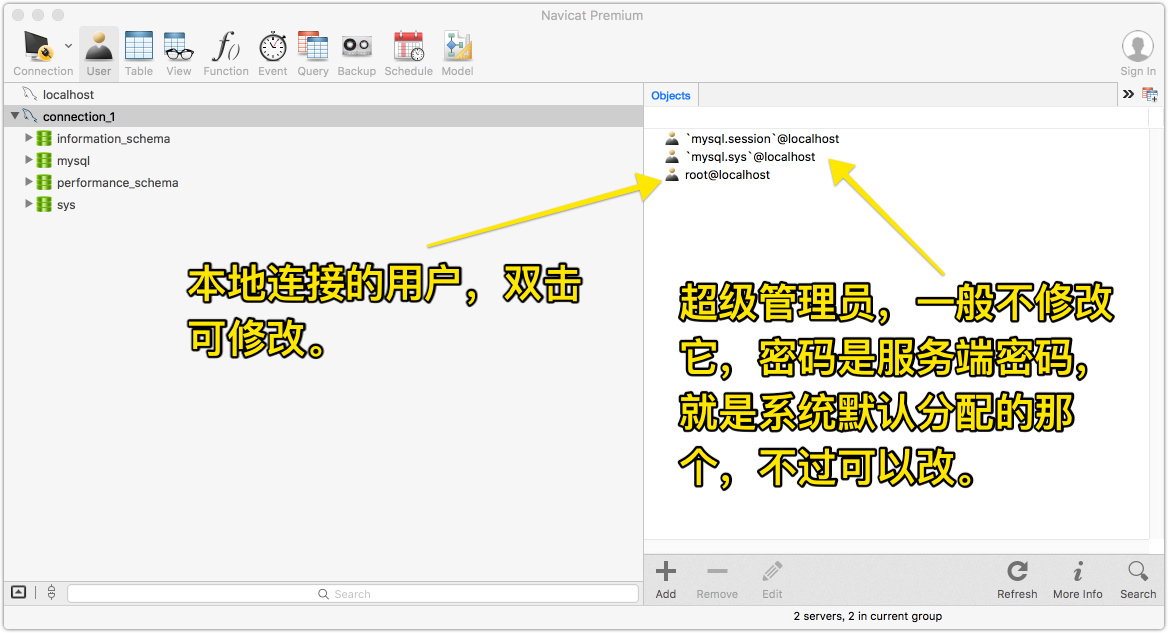 Navicat Premium
Connection User Table View Function Event Query Backup Schedule Model Sign In
localhost
connection_1
information_schema
mysql
performance_schema
sys
Objects
`mysql.session`@localhost
`mysql.sys`@localhost
root@localhost
本地连接的用户，双击
可修改。
超级管理员，一般不修改
它，密码是服务端密码，
就是系统默认分配的那
个，不过可以改。
Search
Add Remove Edit Refresh More Info Search
2 servers, 2 in current group